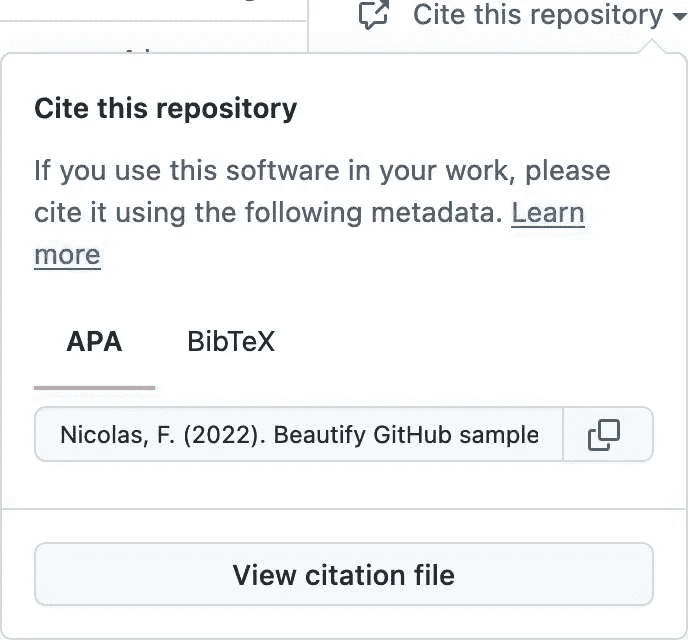 Cite this repository
Cite this repository
If you use this software in your work, please
cite it using the following metadata. Learn
more
APA BibTeX
Nicolas, F. (2022). Beautify GitHub sample
View citation file